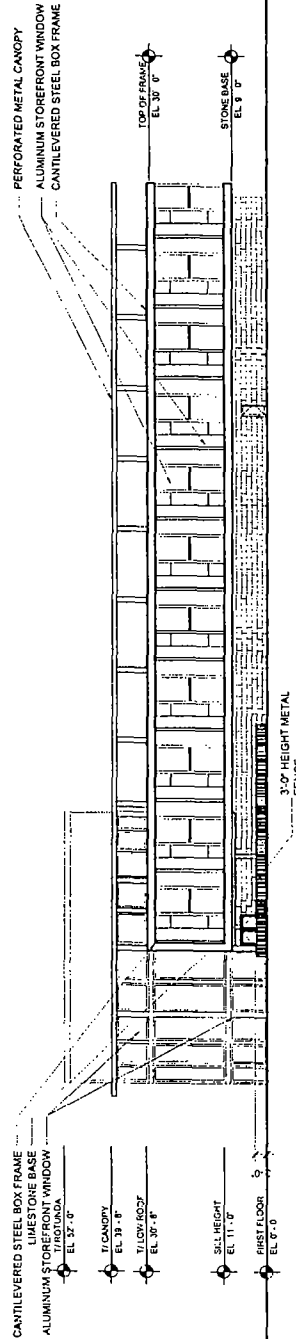 PERFORATED METAL CANOPY
ALUMINUM STOREFRONT WINDOW
CANTILEVERED STEEL BOX FRAME
TOP OF FRAME
EL. 30'-0"
STONE BASE
EL. 9'-0"
3'-0" HEIGHT METAL
FENCE
CANTILEVERED STEEL BOX FRAME
LIMESTONE BASE
ALUMINUM STOREFRONT WINDOW
T/ROTUNDA
EL. 52'-0"
T/CANOPY
EL. 39'-8"
T/LOW ROOF
EL. 30'-8"
SILL HEIGHT
EL. 11'-0"
FIRST FLOOR
EL. 0'-0